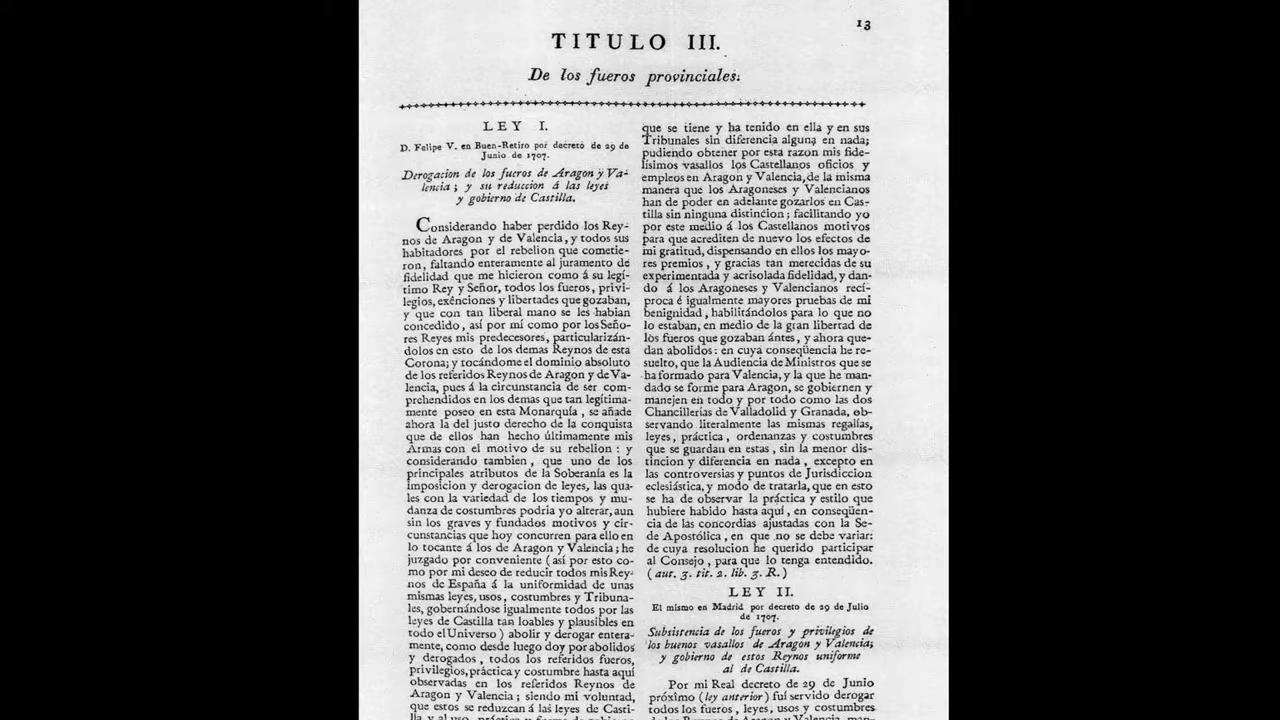 13
TITULO III.
De los fueros provinciales.
LEY I.
D. Felipe V. en Buen-Retiro por decreto de 29 de
Junio de 1707.
Derogacion de los fueros de Aragon y Va-
lencia; y su reduccion á las leyes
y gobierno de Castilla.
Considerando haber perdido los Rey-
nos de Aragon y de Valencia, y todos sus
habitadores por el rebelion que cometie-
ron, faltando enteramente al juramento de
fidelidad que me hicieron como á su legí-
timo Rey y Señor, todos los fueros, privi-
legios, exênciones y libertades que gozaban,
y que con tan liberal mano se les habian
concedido, así por mí como por los Seño-
res Reyes mis predecesores, particularizán-
dolos en esto de los demas Reynos de esta
Corona; y tocándome el dominio absoluto
de los referidos Reynos de Aragon y de Va-
lencia, pues á la circunstancia de ser com-
prehendidos en los demas que tan legítima-
mente poseo en esta Monarquía, se añade
ahora la del justo derecho de la conquista
que de ellos han hecho últimamente mis
Armas con el motivo de su rebelion: y
considerando tambien, que uno de los
principales atributos de la Soberanía es la
imposicion y derogacion de leyes, las qua-
les con la variedad de los tiempos y mu-
danza de costumbres podria yo alterar, aun
sin los graves y fundados motivos y cir-
cunstancias que hoy concurren para ello en
lo tocante á los de Aragon y Valencia; he
juzgado por conveniente (así por esto co-
mo por mi deseo de reducir todos mis Rey-
nos de España á la uniformidad de unas
mismas leyes, usos, costumbres y Tribuna-
les, gobernándose igualmente todos por las
leyes de Castilla tan loables y plausibles en
todo el Universo) abolir y derogar entera-
mente, como desde luego doy por abolidos
y derogados, todos los referidos fueros,
privilegios, práctica y costumbre hasta aquí
observadas en los referidos Reynos de
Aragon y Valencia; siendo mi voluntad,
que estos se reduzcan á las leyes de Casti-
lla y al uso, práctica y forma de gobierno
que se tiene y ha tenido en ella y en sus
Tribunales sin diferencia alguna en nada;
pudiendo obtener por esta razon mis fide-
lísimos vasallos los Castellanos oficios y
empleos en Aragon y Valencia, de la misma
manera que los Aragoneses y Valencianos
han de poder en adelante gozarlos en Cas-
tilla sin ninguna distincion; facilitando yo
por este medio á los Castellanos motivos
para que acrediten de nuevo los efectos de
mi gratitud, dispensando en ellos los mayo-
res premios, y gracias tan merecidas de su
experimentada y acrisolada fidelidad, y dan-
do á los Aragoneses y Valencianos recí-
proca é igualmente mayores pruebas de mi
benignidad, habilitándolos para lo que no
lo estaban, en medio de la gran libertad de
los fueros que gozaban ántes, y ahora que-
dan abolidos: en cuya conseqüencia he re-
suelto, que la Audiencia de Ministros que se
ha formado para Valencia, y la que he man-
dado se forme para Aragon, se gobiernen y
manejen en todo y por todo como las dos
Chancillerías de Valladolid y Granada, ob-
servando literalmente las mismas regalías,
leyes, práctica, ordenanzas y costumbres
que se guardan en estas, sin la menor dis-
tincion y diferencia en nada, excepto en
las controversias y puntos de Jurisdiccion
eclesiástica, y modo de tratarla, que en esto
se ha de observar la práctica y estilo que
hubiere habido hasta aquí, en conseqüen-
cia de las concordias ajustadas con la Se-
de Apostólica, en que no se debe variar:
de cuya resolucion he querido participar
al Consejo, para que lo tenga entendido.
(aut. 3. tit. 2. lib. 3. R.)
LEY II.
El mismo en Madrid por decreto de 29 de Julio
de 1707.
Subsistencia de los fueros y privilegios de
los buenos vasallos de Aragon y Valencia;
y gobierno de estos Reynos uniforme
al de Castilla.
Por mi Real decreto de 29 de Junio
próximo (ley anterior) fui servido derogar
todos los fueros, leyes, usos y costumbres